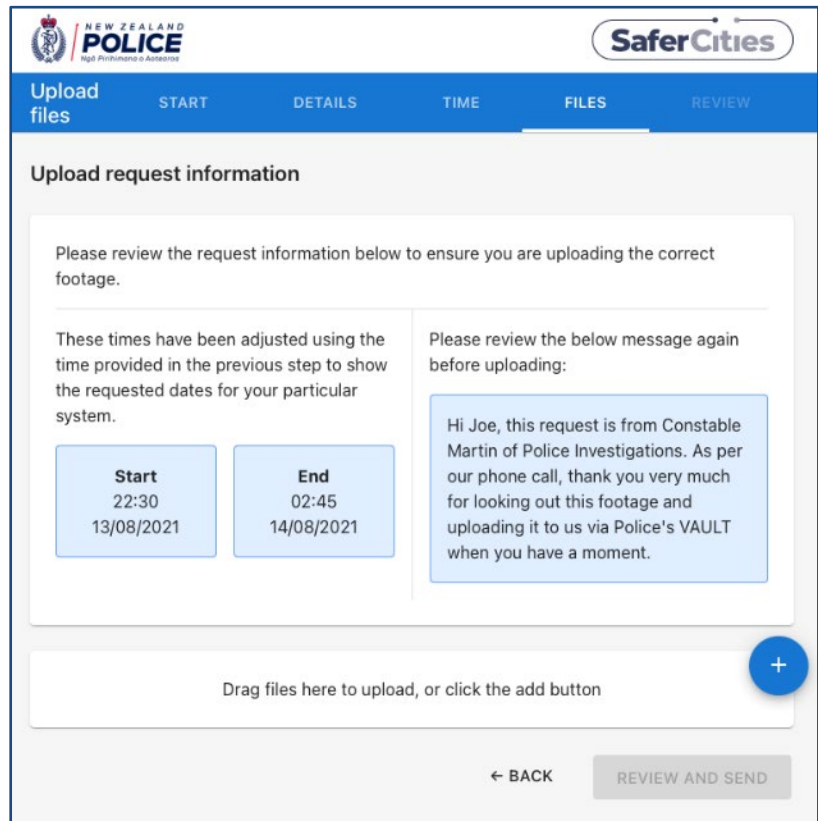 NEW ZEALAND
POLICE
Ngā Pirihimana o Aotearoa
SaferCities
Upload files
START
DETAILS
TIME
FILES
REVIEW
Upload request information
Please review the request information below to ensure you are uploading the correct
footage.
These times have been adjusted using the
time provided in the previous step to show
the requested dates for your particular
system.
Start
22:30
13/08/2021
End
02:45
14/08/2021
Please review the below message again
before uploading:
Hi Joe, this request is from Constable
Martin of Police Investigations. As per
our phone call, thank you very much
for looking out this footage and
uploading it to us via Police's VAULT
when you have a moment.
+
Drag files here to upload, or click the add button
← BACK
REVIEW AND SEND